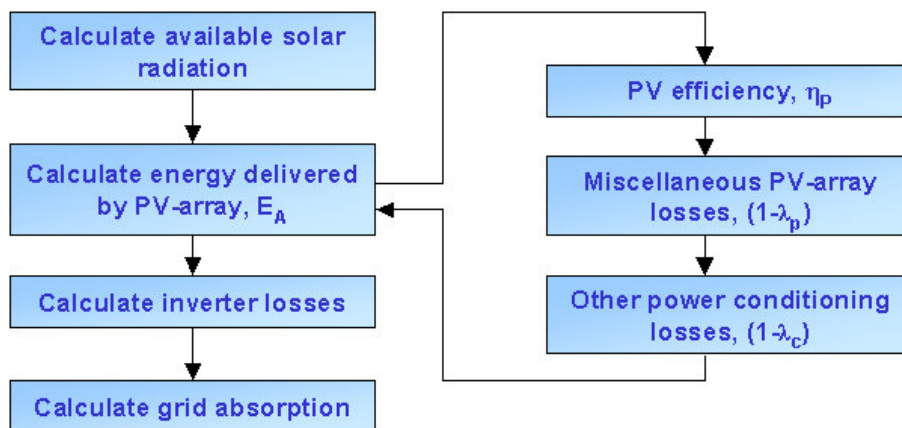 Calculate available solar
radiation
Calculate energy delivered
by PV-array, E_A
Calculate inverter losses
Calculate grid absorption
PV efficiency, η_p
Miscellaneous PV-array
losses, (1-λ_p)
Other power conditioning
losses, (1-λ_c)